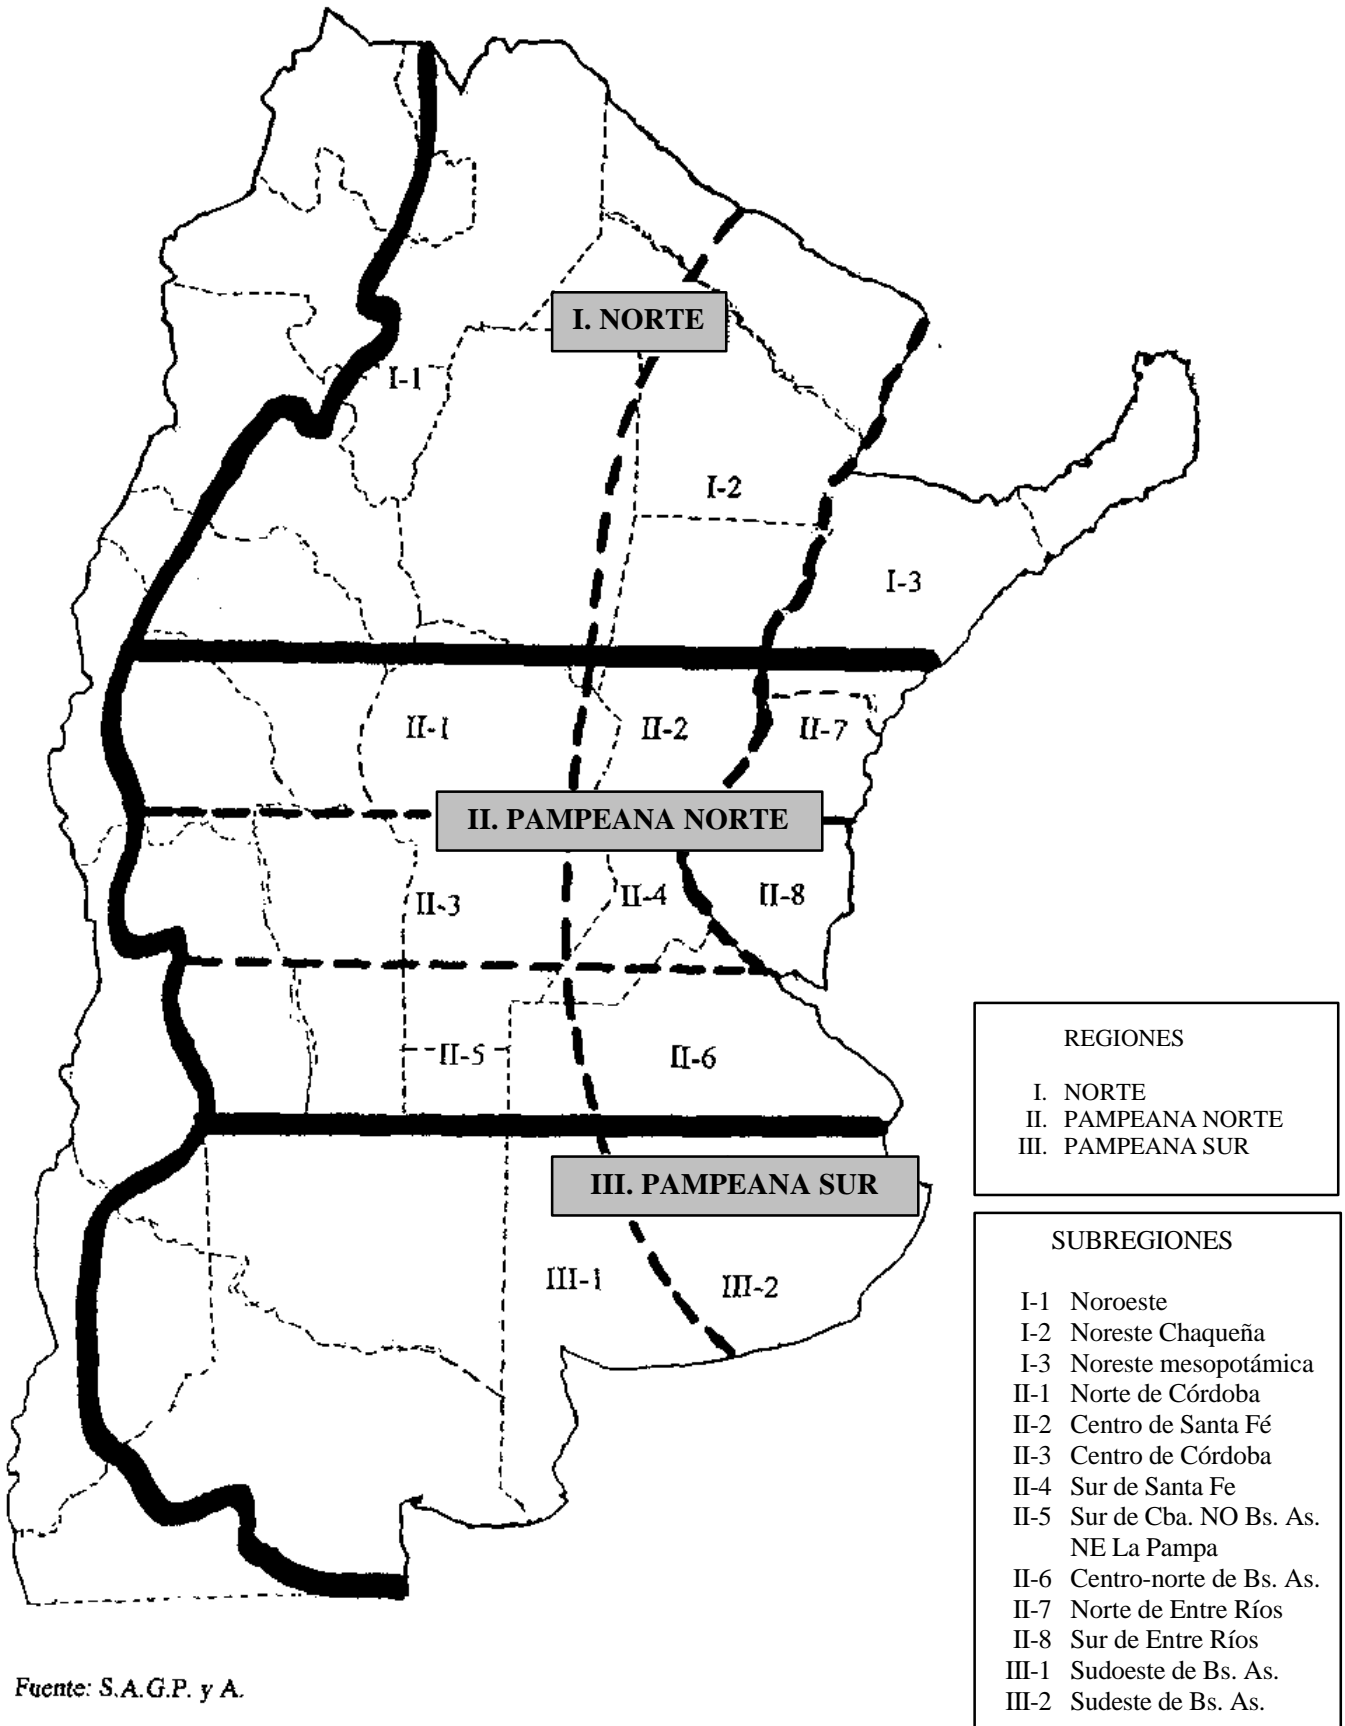 I. NORTE
I-1
I-2
I-3
II-1
II-2
II-7
II. PAMPEANA NORTE
II-3
II-4
II-8
II-5
II-6
III. PAMPEANA SUR
III-1
III-2
REGIONES
I. NORTE
II. PAMPEANA NORTE
III. PAMPEANA SUR
SUBREGIONES
I-1 Noroeste
I-2 Noreste Chaqueña
I-3 Noreste mesopotámica
II-1 Norte de Córdoba
II-2 Centro de Santa Fé
II-3 Centro de Córdoba
II-4 Sur de Santa Fe
II-5 Sur de Cba. NO Bs. As.
NE La Pampa
II-6 Centro-norte de Bs. As.
II-7 Norte de Entre Ríos
II-8 Sur de Entre Ríos
III-1 Sudoeste de Bs. As.
III-2 Sudeste de Bs. As.
Fuente: S.A.G.P. y A.